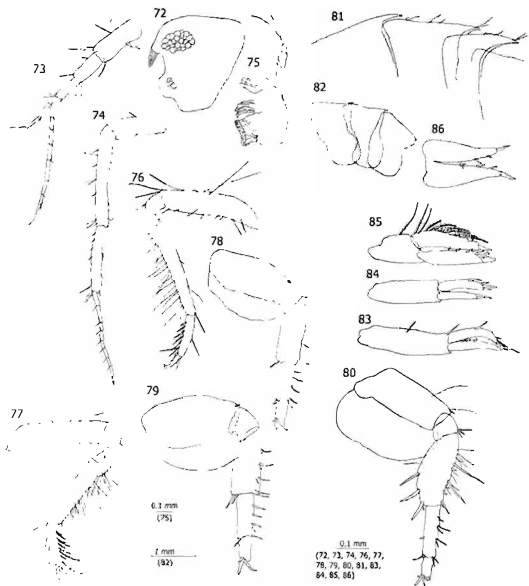 72
73
74
75
76
77
78
79
80
81
82
83
84
85
86
0.1 mm
(75)
1 mm
(82)
0.1 mm
(72, 73, 74, 76, 77,
78, 79, 80, 81, 83,
84, 85, 86)